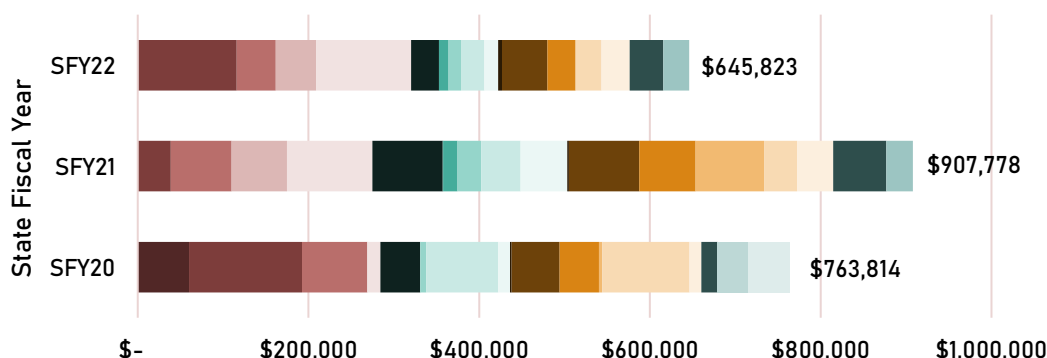 State Fiscal Year
SFY22
$645,823
SFY21
$907,778
SFY20
$763,814
$- $200,000 $400,000 $600,000 $800,000 $1,000,000